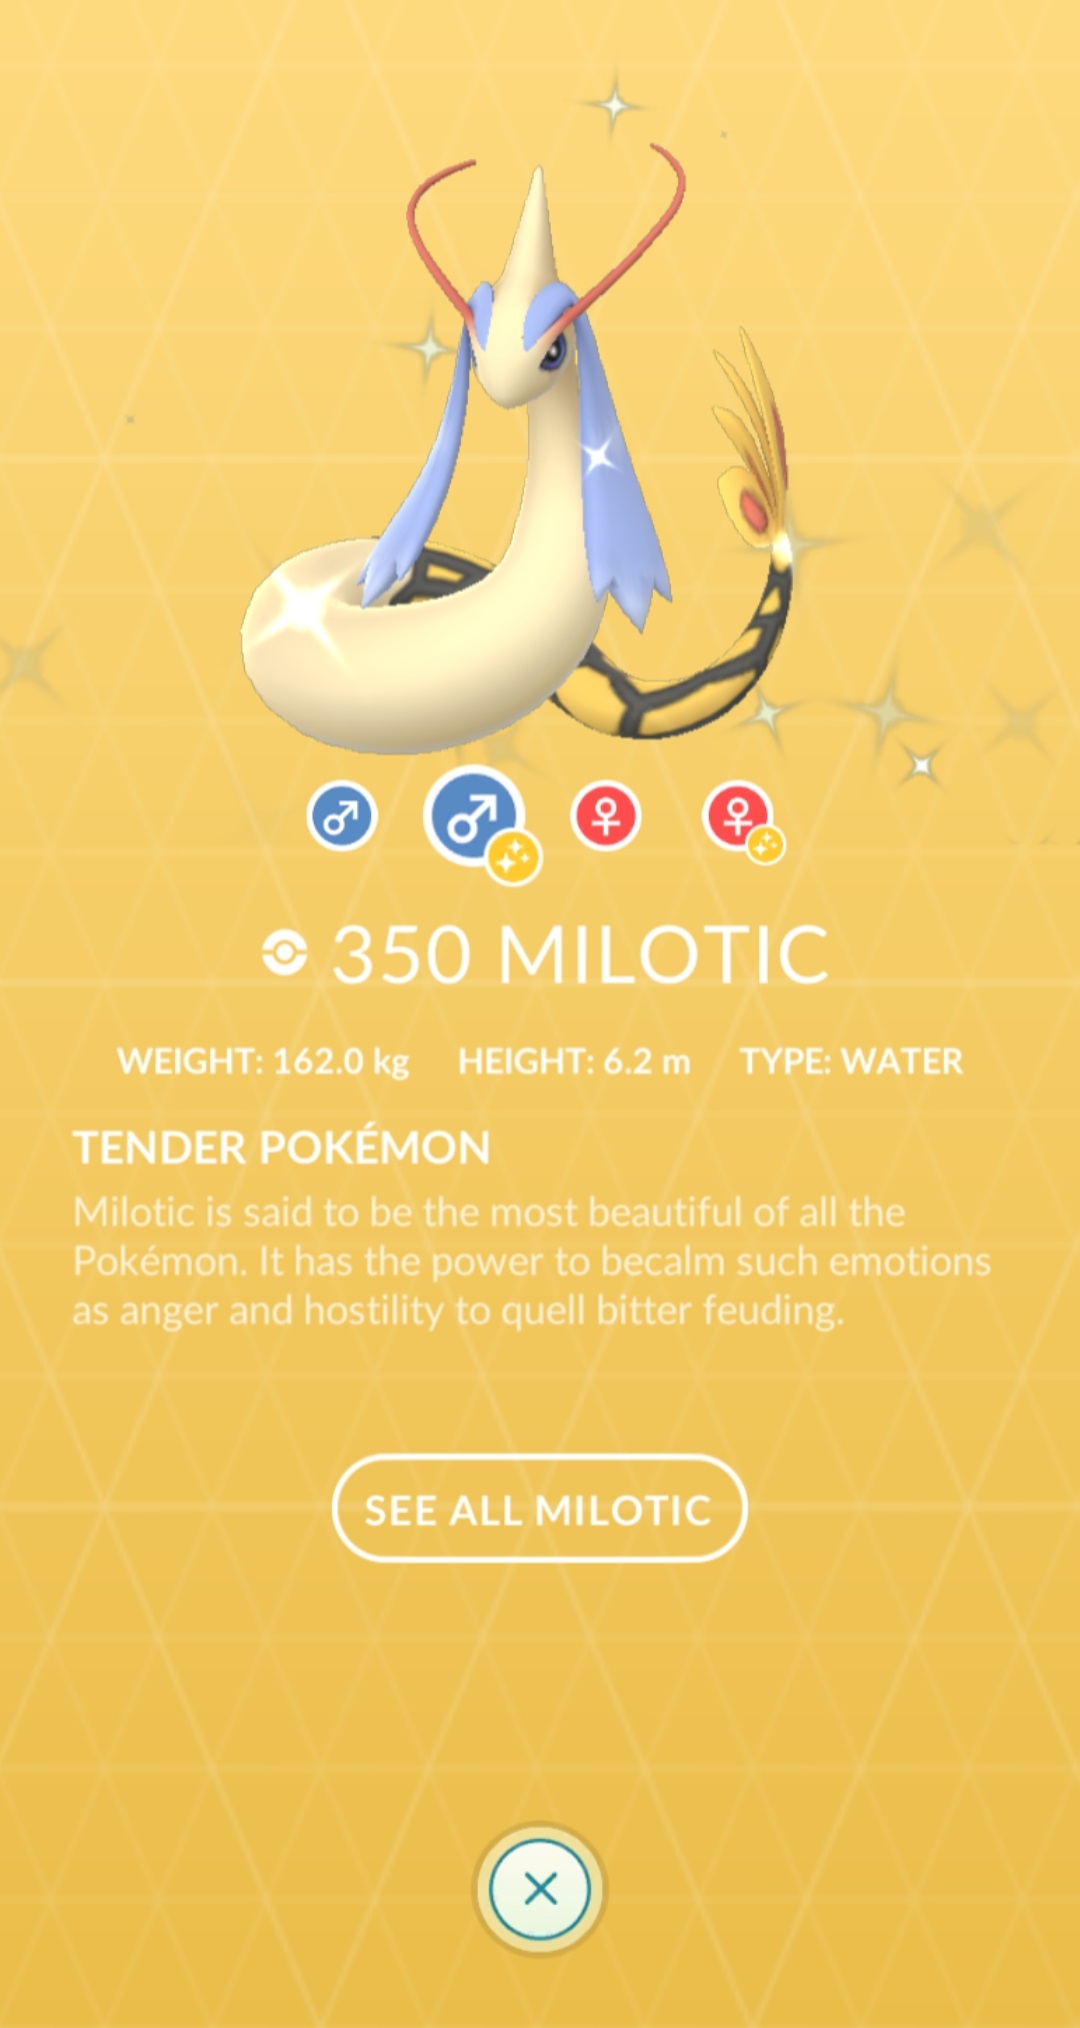 350 MILOTIC
WEIGHT: 162.0 kg HEIGHT: 6.2 m TYPE: WATER
TENDER POKÉMON
Milotic is said to be the most beautiful of all the
Pokémon. It has the power to becalm such emotions
as anger and hostility to quell bitter feuding.
SEE ALL MILOTIC